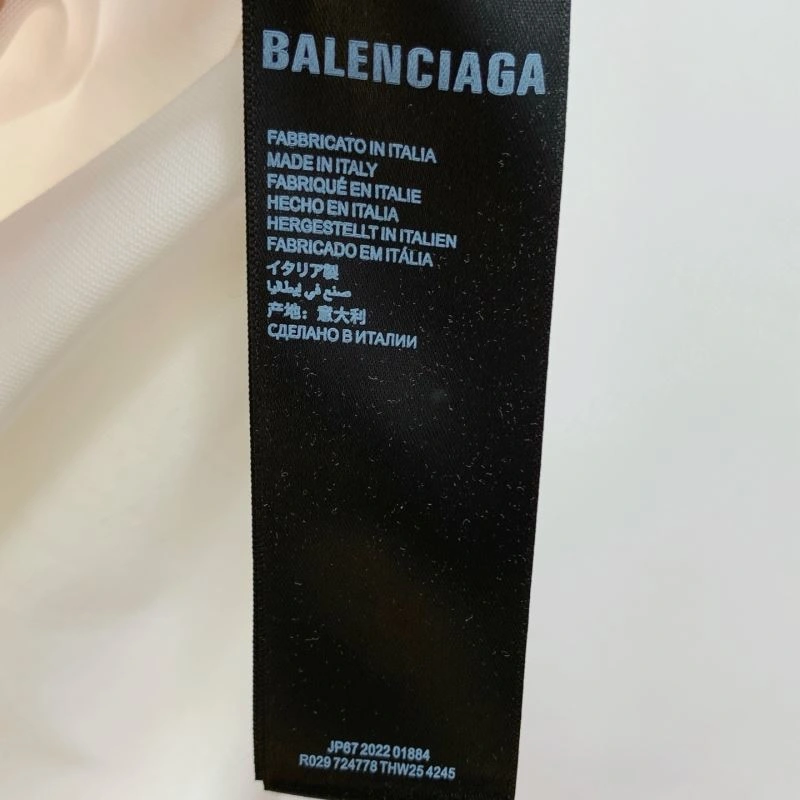 BALENCIAGA
FABBRICATO IN ITALIA
MADE IN ITALY
FABRIQUÉ EN ITALIE
HECHO EN ITALIA
HERGESTELLT IN ITALIEN
FABRICADO EM ITÁLIA
イタリア製
صنع في إيطاليا
产地：意大利
СДЕЛАНО В ИТАЛИИ
JP67 2022 01884
R029 724778 THW25 4245